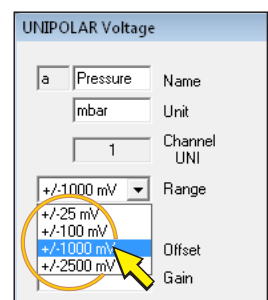 UNIPOLAR Voltage
a Pressure Name
mbar Unit
1 Channel
UNI
+/-1000 mV Range
+/-25 mV
+/-100 mV
+/-1000 mV Offset
+/-2500 mV Gain